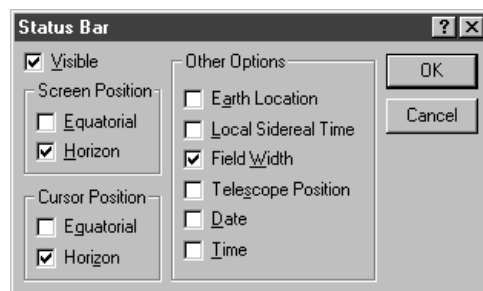 Status Bar
Visible
Screen Position
Equatorial
Horizon
Cursor Position
Equatorial
Horizon
Other Options
Earth Location
Local Sidereal Time
Field Width
Telescope Position
Date
Time
OK
Cancel